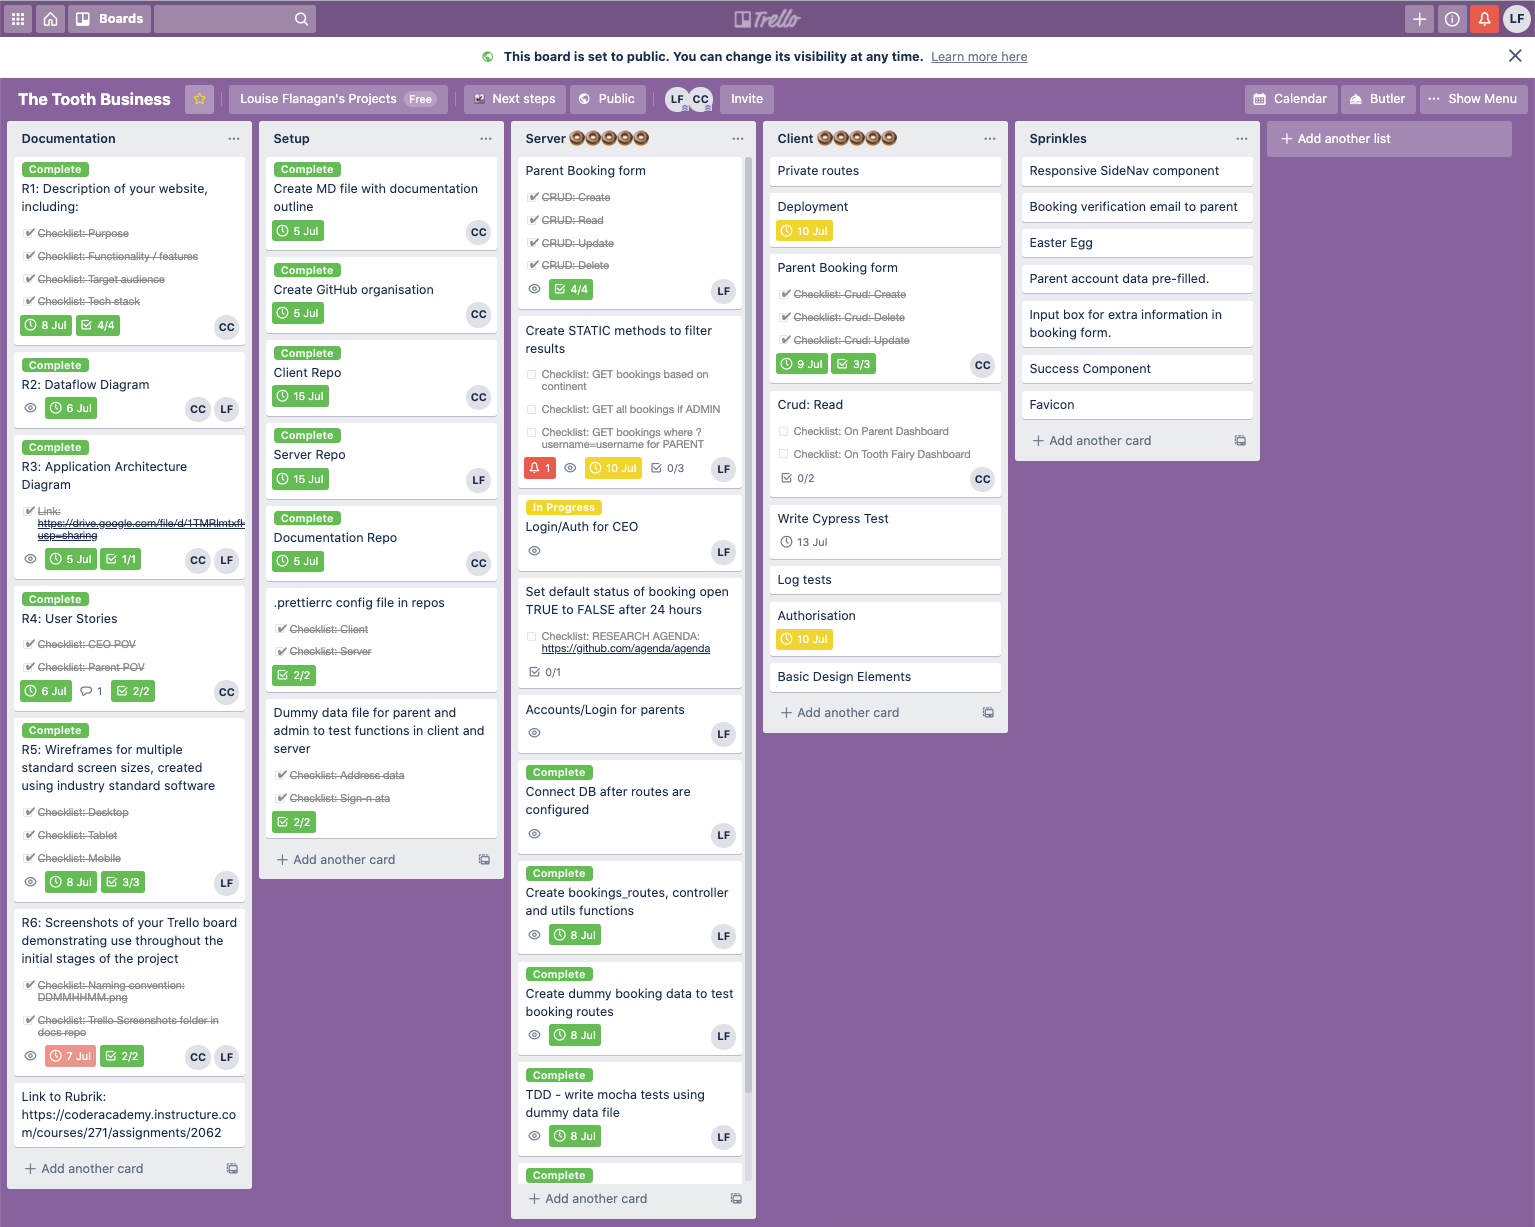 Boards
Trello
LF
This board is set to public. You can change its visibility at any time. Learn more here
The Tooth Business
Louise Flanagan's Projects Free
Next steps
Public
LF CC
Invite
Calendar
Butler
Show Menu
Documentation
Complete
R1: Description of your website,
including:
Checklist: Purpose
Checklist: Functionality / features
Checklist: Target audience
Checklist: Tech stack
8 Jul 4/4 CC
Complete
R2: Dataflow Diagram
6 Jul CC LF
Complete
R3: Application Architecture
Diagram
Link:
https://drive.google.com/file/d/
usp=sharing
5 Jul 1/1 CC LF
Complete
R4: User Stories
Checklist: CEO POV
Checklist: Parent POV
6 Jul 1 2/2 CC
Complete
R5: Wireframes for multiple
standard screen sizes, created
using industry standard software
Checklist: Desktop
Checklist: Tablet
Checklist: Mobile
8 Jul 3/3 LF
R6: Screenshots of your Trello board
demonstrating use throughout the
initial stages of the project
Checklist: Naming convention:
DDMMHHMM.png
Checklist: Trello Screenshots folder in
docs repo
7 Jul 2/2 CC LF
Link to Rubrik:
https://coderacademy.instructure.co
m/courses/271/assignments/2062
+ Add another card
Setup
Complete
Create MD file with documentation
outline
5 Jul CC
Complete
Create GitHub organisation
5 Jul CC
Complete
Client Repo
15 Jul CC
Complete
Server Repo
15 Jul LF
Complete
Documentation Repo
5 Jul CC
.prettierrc config file in repos
Checklist: Client
Checklist: Server
2/2
Dummy data file for parent and
admin to test functions in client and
server
Checklist: Address data
Checklist: Sign-n ata
2/2
+ Add another card
Server
Parent Booking form
CRUD: Create
CRUD: Read
CRUD: Update
CRUD: Delete
4/4 LF
Create STATIC methods to filter
results
Checklist: GET bookings based on
continent
Checklist: GET all bookings if ADMIN
Checklist: GET bookings where ?
username=username for PARENT
1 10 Jul 0/3 LF
In Progress
Login/Auth for CEO
LF
Set default status of booking open
TRUE to FALSE after 24 hours
Checklist: RESEARCH AGENDA:
https://github.com/agenda/agenda
0/1
Accounts/Login for parents
LF
Complete
Connect DB after routes are
configured
LF
Complete
Create bookings_routes, controller
and utils functions
8 Jul LF
Complete
Create dummy booking data to test
booking routes
8 Jul LF
Complete
TDD - write mocha tests using
dummy data file
8 Jul LF
Complete
+ Add another card
Client
Private routes
Deployment
10 Jul
Parent Booking form
Checklist: Crud: Create
Checklist: Crud: Delete
Checklist: Crud: Update
9 Jul 3/3 CC
Crud: Read
Checklist: On Parent Dashboard
Checklist: On Tooth Fairy Dashboard
0/2 CC
Write Cypress Test
13 Jul
Log tests
Authorisation
10 Jul
Basic Design Elements
+ Add another card
Sprinkles
Responsive SideNav component
Booking verification email to parent
Easter Egg
Parent account data pre-filled.
Input box for extra information in
booking form.
Success Component
Favicon
+ Add another card
+ Add another list